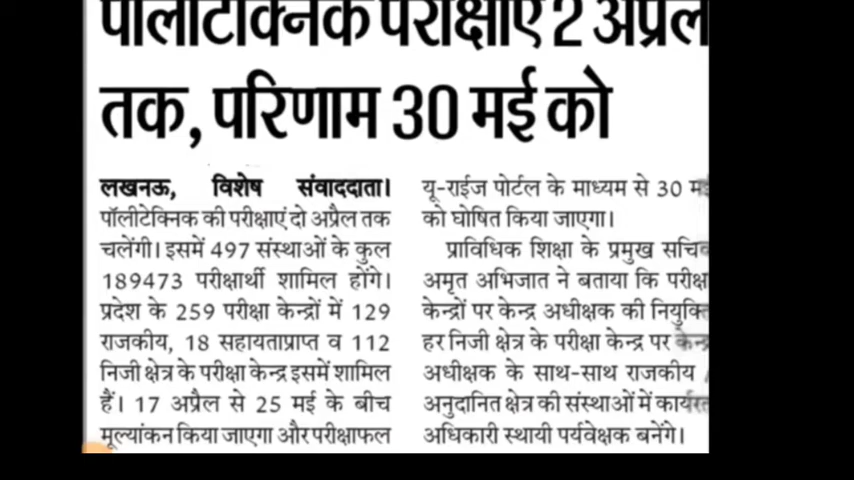 पॉलीटेक्निक परीक्षाएं 2 अप्रैल
तक, परिणाम 30 मई को
लखनऊ, विशेष संवाददाता।
पॉलीटेक्निक की परीक्षाएं दो अप्रैल तक
चलेंगी। इसमें 497 संस्थाओं के कुल
189473 परीक्षार्थी शामिल होंगे।
प्रदेश के 259 परीक्षा केन्द्रों में 129
राजकीय, 18 सहायताप्राप्त व 112
निजी क्षेत्र के परीक्षा केन्द्र इसमें शामिल
हैं। 17 अप्रैल से 25 मई के बीच
मूल्यांकन किया जाएगा और परीक्षाफल
यू-राईज पोर्टल के माध्यम से 30 मई
को घोषित किया जाएगा।
प्राविधिक शिक्षा के प्रमुख सचिव
अमृत अभिजात ने बताया कि परीक्षा
केन्द्रों पर केन्द्र अधीक्षक की नियुक्ति
हर निजी क्षेत्र के परीक्षा केन्द्र पर केन्द्र
अधीक्षक के साथ-साथ राजकीय /
अनुदानित क्षेत्र की संस्थाओं में कार्यरत
अधिकारी स्थायी पर्यवेक्षक बनेंगे।